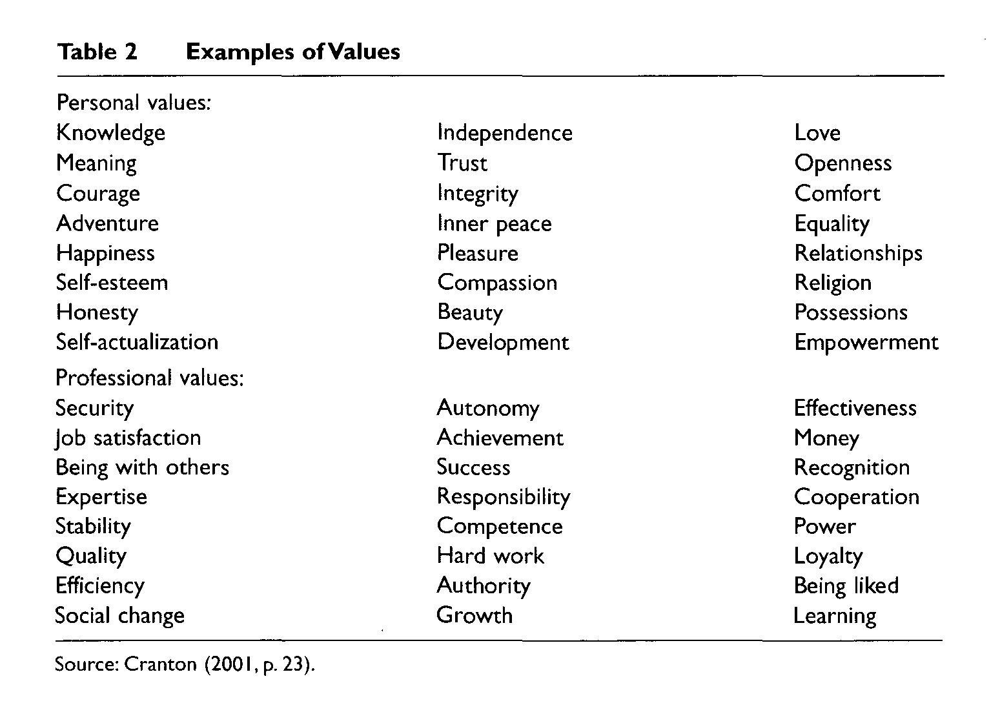 Table 2 Examples of Values
Personal values:
Knowledge Independence Love
Meaning Trust Openness
Courage Integrity Comfort
Adventure Inner peace Equality
Happiness Pleasure Relationships
Self-esteem Compassion Religion
Honesty Beauty Possessions
Self-actualization Development Empowerment
Professional values:
Security Autonomy Effectiveness
Job satisfaction Achievement Money
Being with others Success Recognition
Expertise Responsibility Cooperation
Stability Competence Power
Quality Hard work Loyalty
Efficiency Authority Being liked
Social change Growth Learning
Source: Cranton (2001, p. 23).